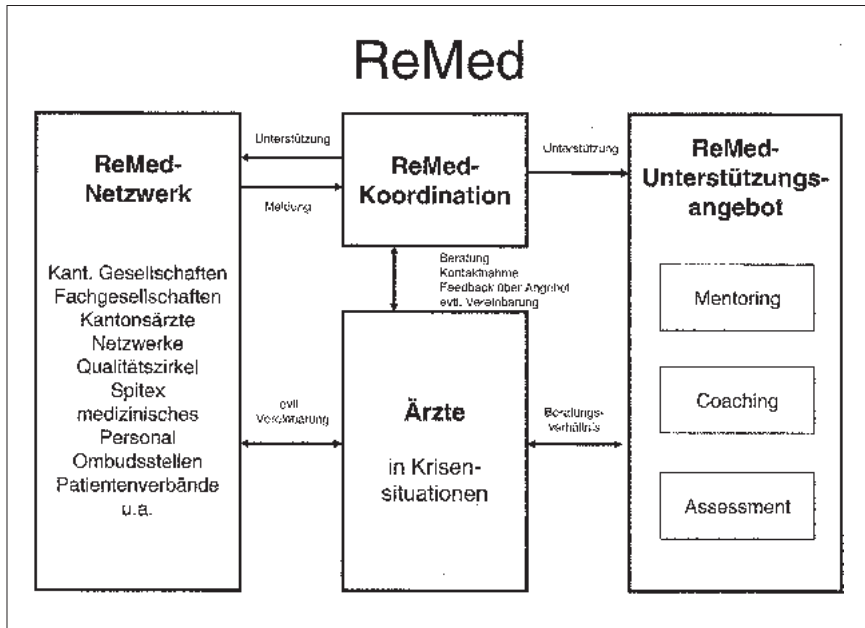 ReMed
ReMed-
Netzwerk
Kant. Gesellschaften
Fachgesellschaften
Kantonsärzte
Netzwerke
Qualitätszirkel
Spitex
medizinisches
Personal
Ombudsstellen
Patientenverbände
u.a.
Unterstützung
Meldung
ReMed-
Koordination
Unterstützung
Beratung
Kontaktnahme
Feedback über Angebot
evtl. Vereinbarung
evtl
Vereinbarung
Ärzte
in Krisen-
situationen
Beratungs-
verhältnis
ReMed-
Unterstützungs-
angebot
Mentoring
Coaching
Assessment